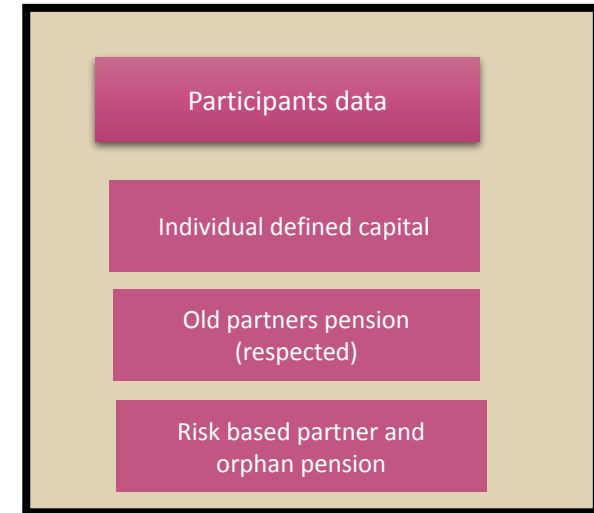 Participants data
Individual defined capital
Old partners pension
(respected)
Risk based partner and
orphan pension